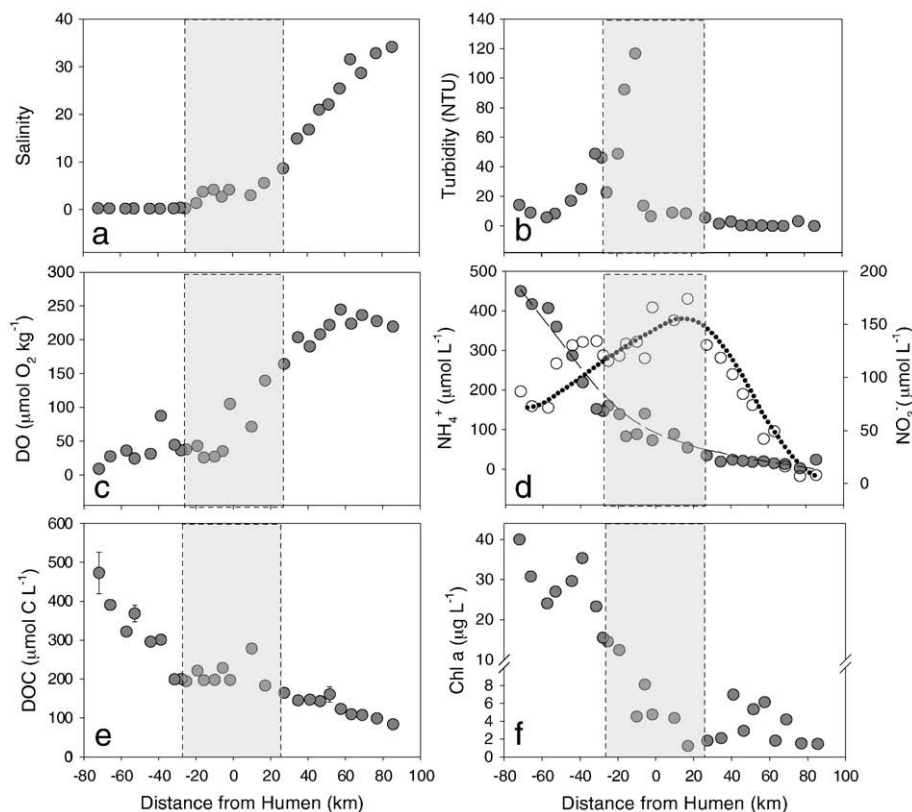 40
30
20
10
0
Salinity
a
140
120
100
80
60
40
20
0
Turbidity (NTU)
b
300
250
200
150
100
50
0
DO (μmol O₂ kg⁻¹)
c
500
400
300
200
100
0
NH₄⁺ (μmol L⁻¹)
200
150
100
50
0
NO₃⁻ (μmol L⁻¹)
d
600
500
400
300
200
100
0
DOC (μmol C L⁻¹)
e
-80 -60 -40 -20 0 20 40 60 80 100
Distance from Humen (km)
40
30
20
10
8
6
4
2
0
Chl a (μg L⁻¹)
f
-80 -60 -40 -20 0 20 40 60 80 100
Distance from Humen (km)